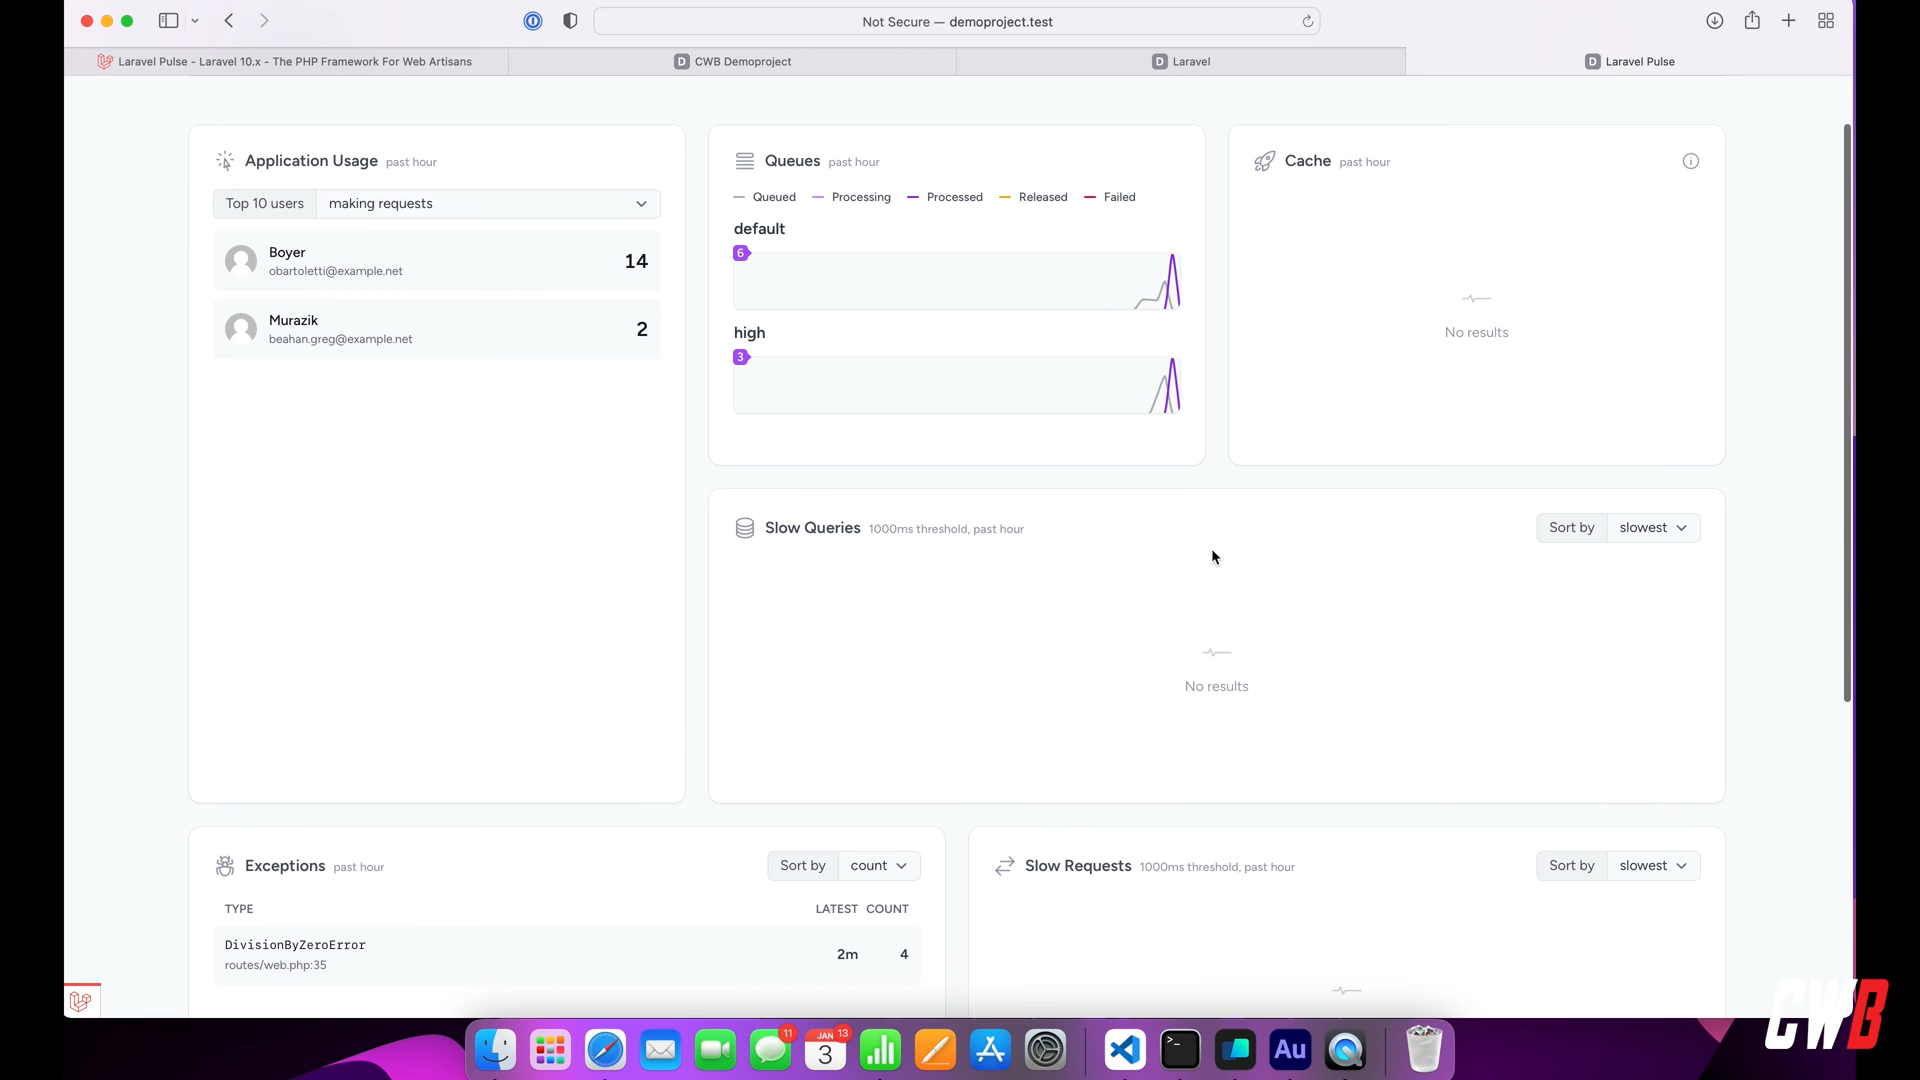 Not Secure — demoproject.test
Laravel Pulse - Laravel 10.x - The PHP Framework For Web Artisans
D CWB Demoproject
D Laravel
D Laravel Pulse
Application Usage past hour
Top 10 users making requests
Boyer
obartoletti@example.net
14
Murazik
beahan.greg@example.net
2
Queues past hour
Queued Processing Processed Released Failed
default
6
high
3
Cache past hour
No results
Slow Queries 1000ms threshold, past hour
Sort by slowest
No results
Exceptions past hour
Sort by count
TYPE LATEST COUNT
DivisionByZeroError
routes/web.php:35
2m 4
Slow Requests 1000ms threshold, past hour
Sort by slowest
11
JAN 13
3
>_
Au
CWB